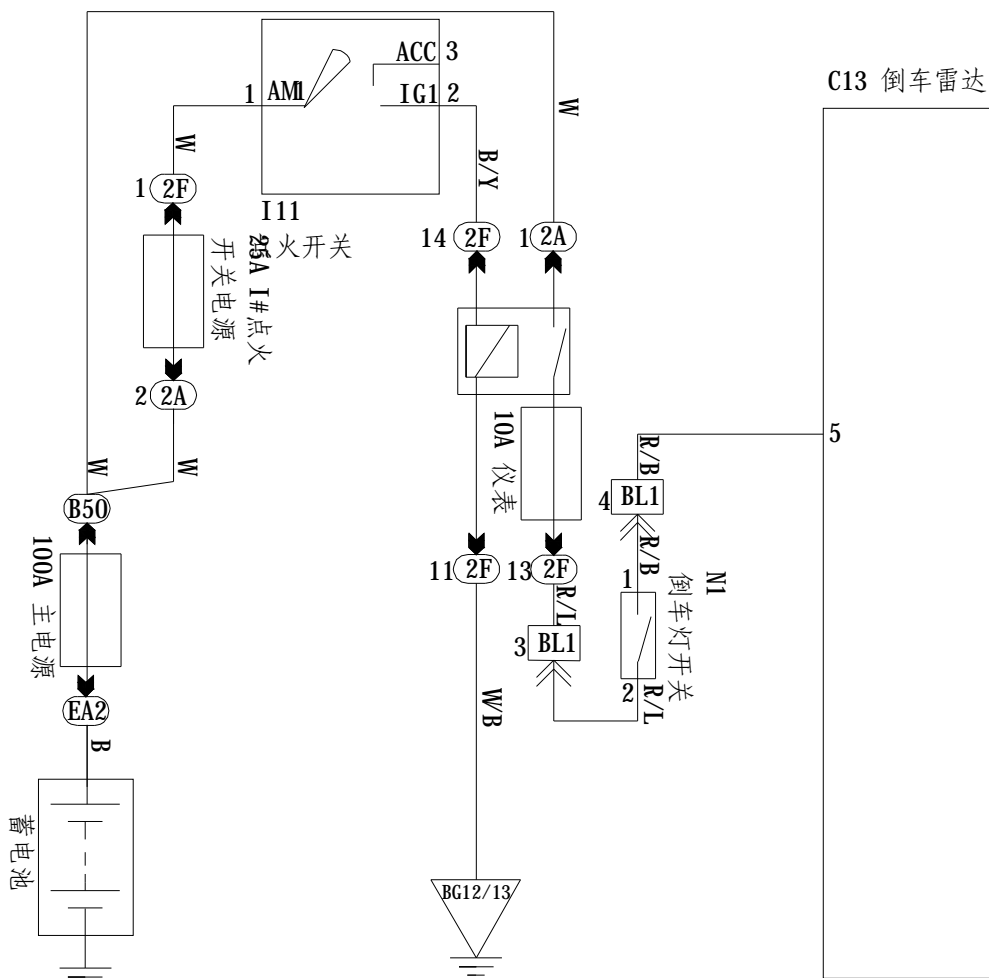 ACC 3
C13 倒车雷达
1 AM1
IG1 2
W
W
B/Y
1 2F
I11
火开关
25A I#点火
开关电源
14 2F
1 2A
2 2A
10A 仪表
5
R/B
W
W
4 BL1
B50
R/B
100A 主电源
11 2F
13 2F
1
N1
倒车灯开关
R/L
3 BL1
2
R/L
EA2
W/B
B
蓄电池
BG12/13